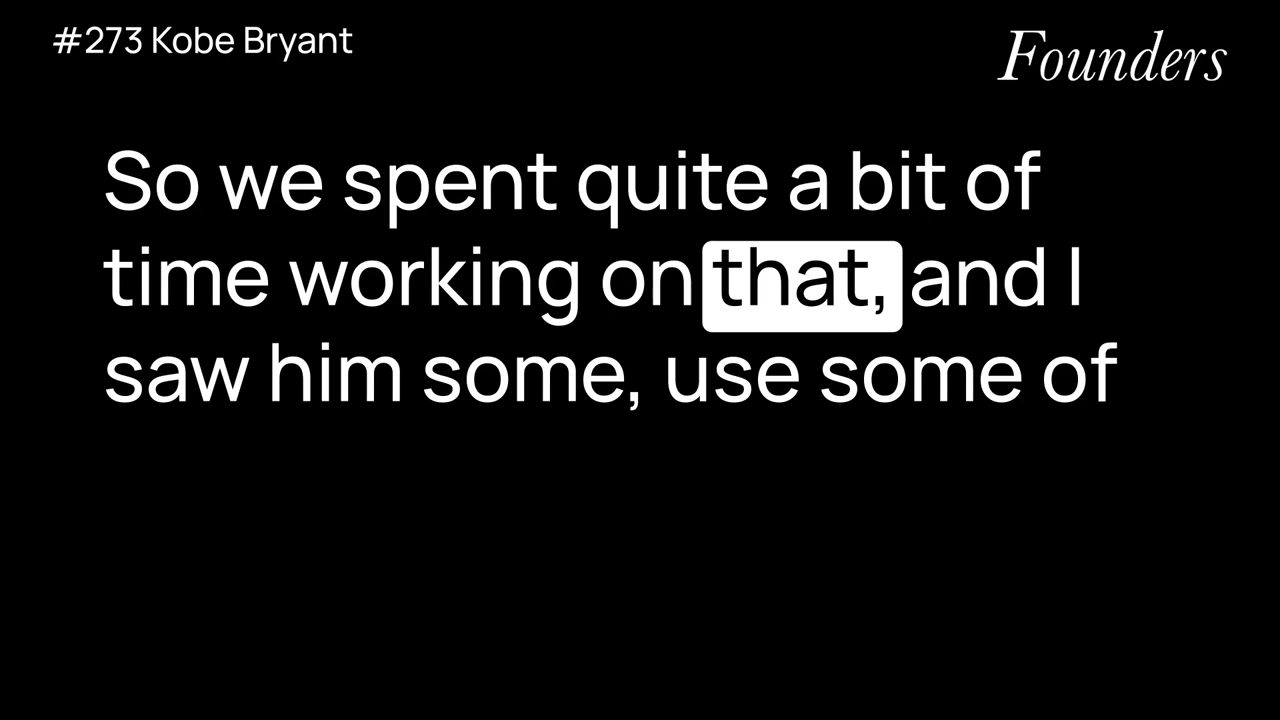 #273 Kobe Bryant
Founders
So we spent quite a bit of
time working on that, and I
saw him some, use some of